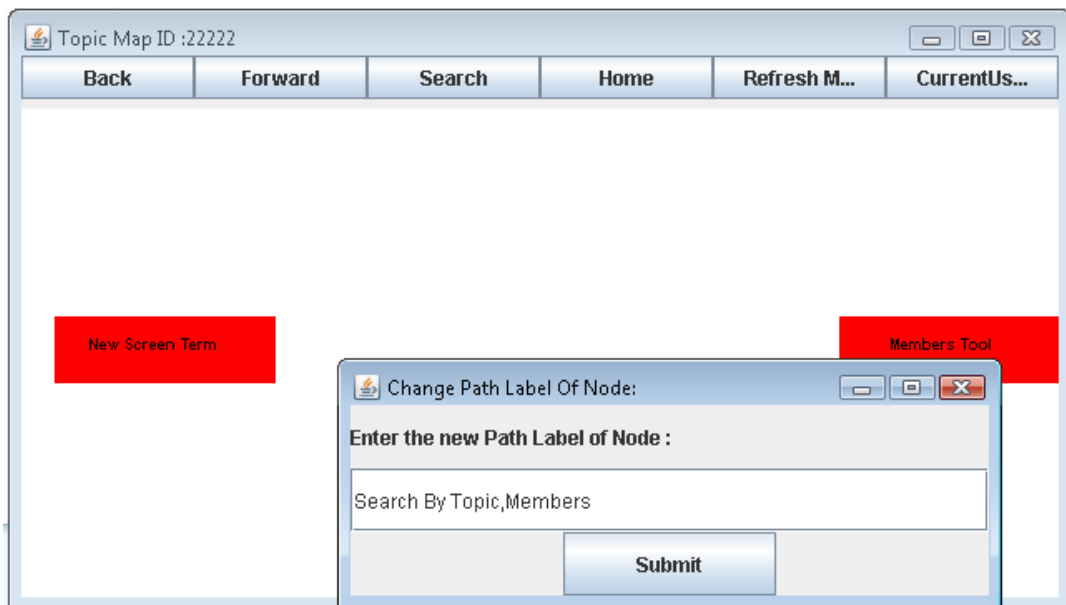 Topic Map ID :22222
Back Forward Search Home Refresh M... CurrentUs...
New Screen Term Members Tool
Change Path Label Of Node:
Enter the new Path Label of Node :
Search By Topic,Members
Submit